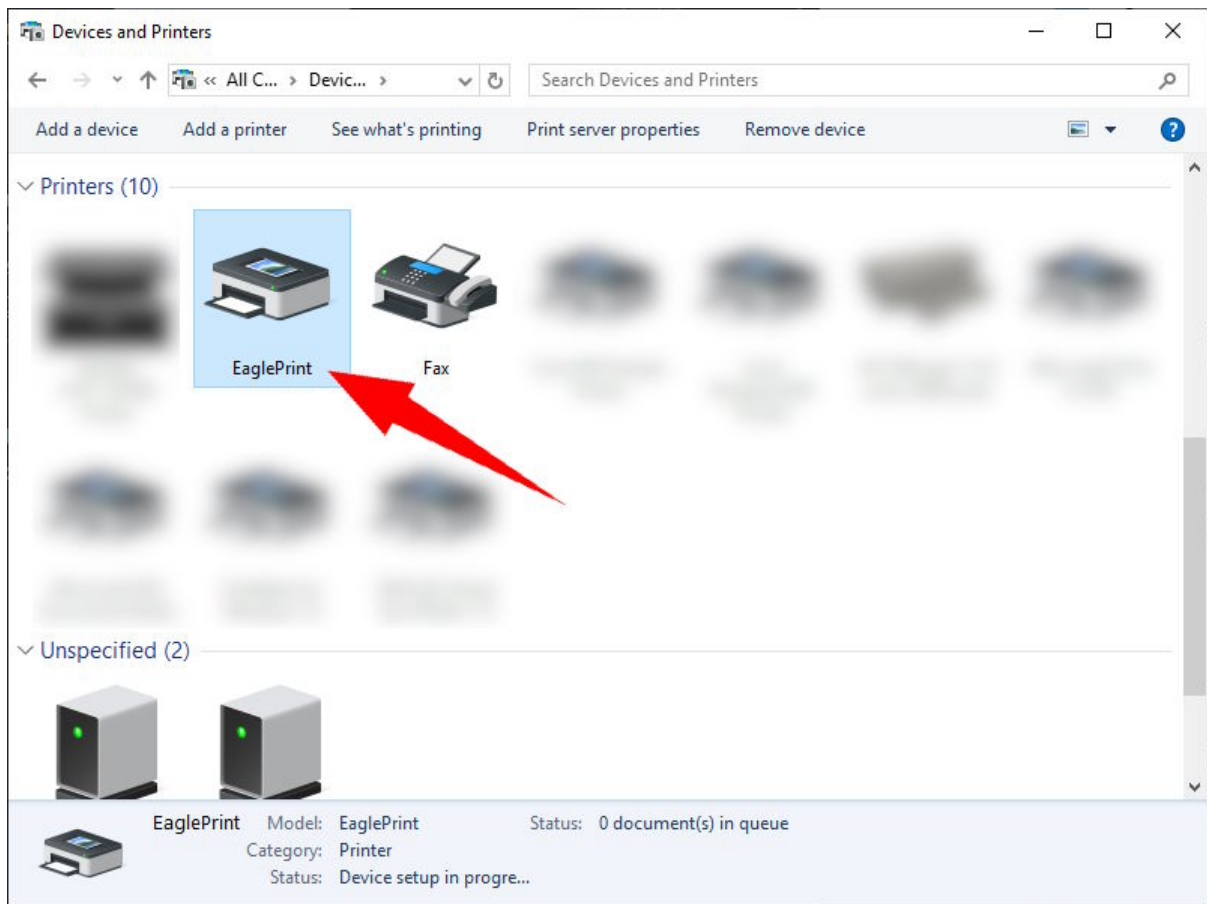 Devices and Printers
« All C... › Devic... ›
Search Devices and Printers
Add a device Add a printer See what's printing Print server properties Remove device
?
Printers (10)
EaglePrint Fax
Unspecified (2)
EaglePrint Model: EaglePrint Status: 0 document(s) in queue
Category: Printer
Status: Device setup in progre...